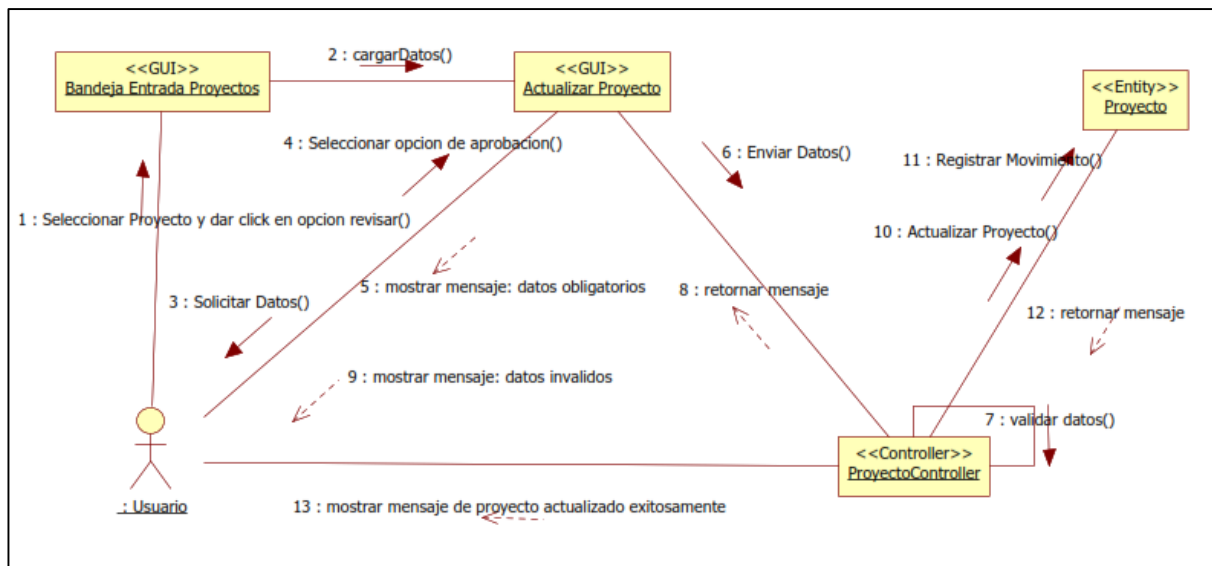 2 : cargarDatos()
<<GUI>>
Bandeja Entrada Proyectos
<<GUI>>
Actualizar Proyecto
<<Entity>>
Proyecto
4 : Seleccionar opcion de aprobacion()
6 : Enviar Datos()
11 : Registrar Movimiento()
1 : Seleccionar Proyecto y dar click en opcion revisar()
10 : Actualizar Proyecto()
5 : mostrar mensaje: datos obligatorios
8 : retornar mensaje
3 : Solicitar Datos()
12 : retornar mensaje
9 : mostrar mensaje: datos invalidos
7 : validar datos()
<<Controller>>
ProyectoController
: Usuario
13 : mostrar mensaje de proyecto actualizado exitosamente